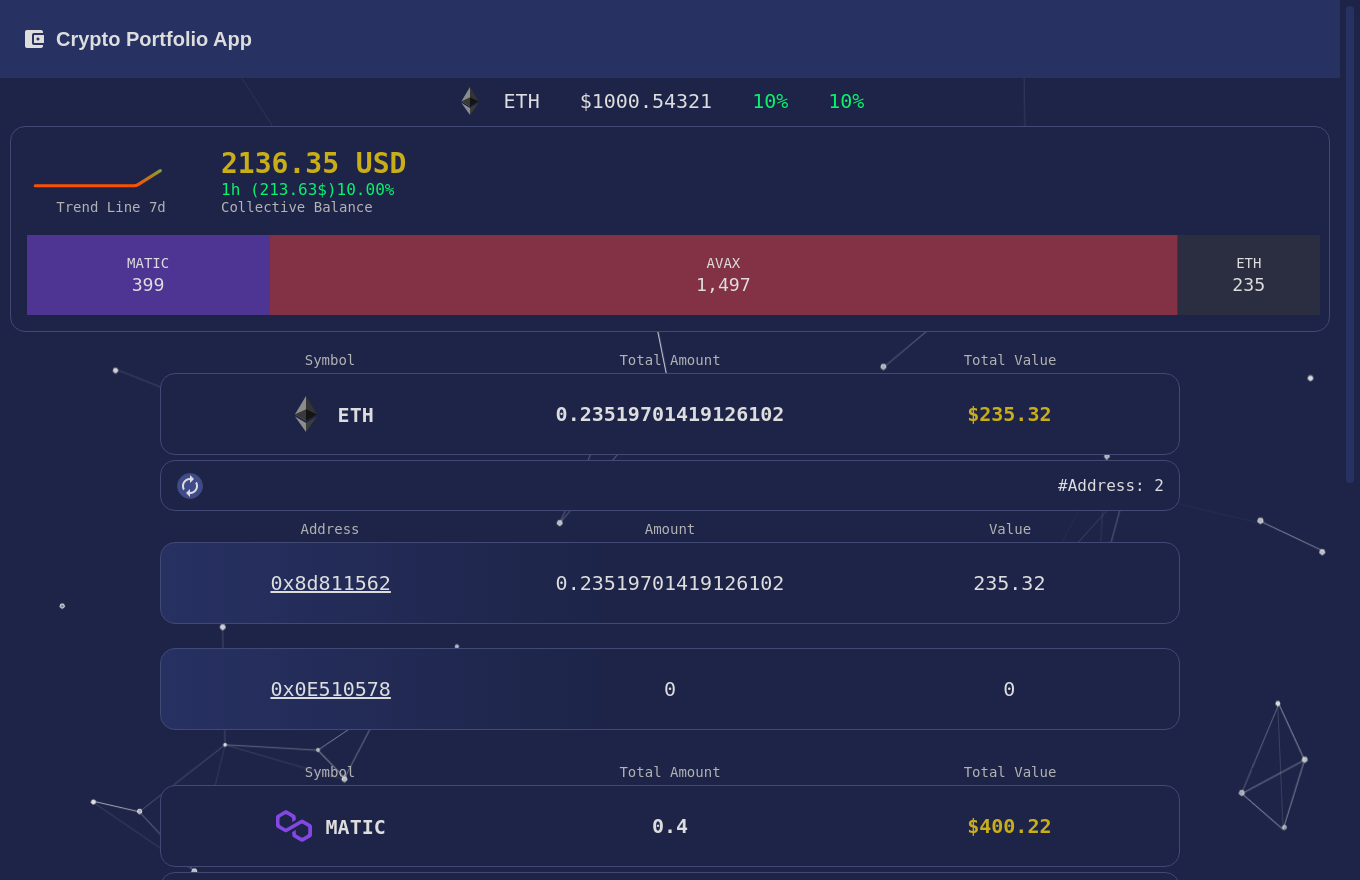 Crypto Portfolio App
ETH $1000.54321 10% 10%
2136.35 USD
1h (213.63$)10.00%
Trend Line 7d
Collective Balance
MATIC AVAX ETH
399 1,497 235
Symbol Total Amount Total Value
ETH 0.23519701419126102 $235.32
#Address: 2
Address Amount Value
0x8d811562 0.23519701419126102 235.32
0x0E510578 0 0
Symbol Total Amount Total Value
MATIC 0.4 $400.22